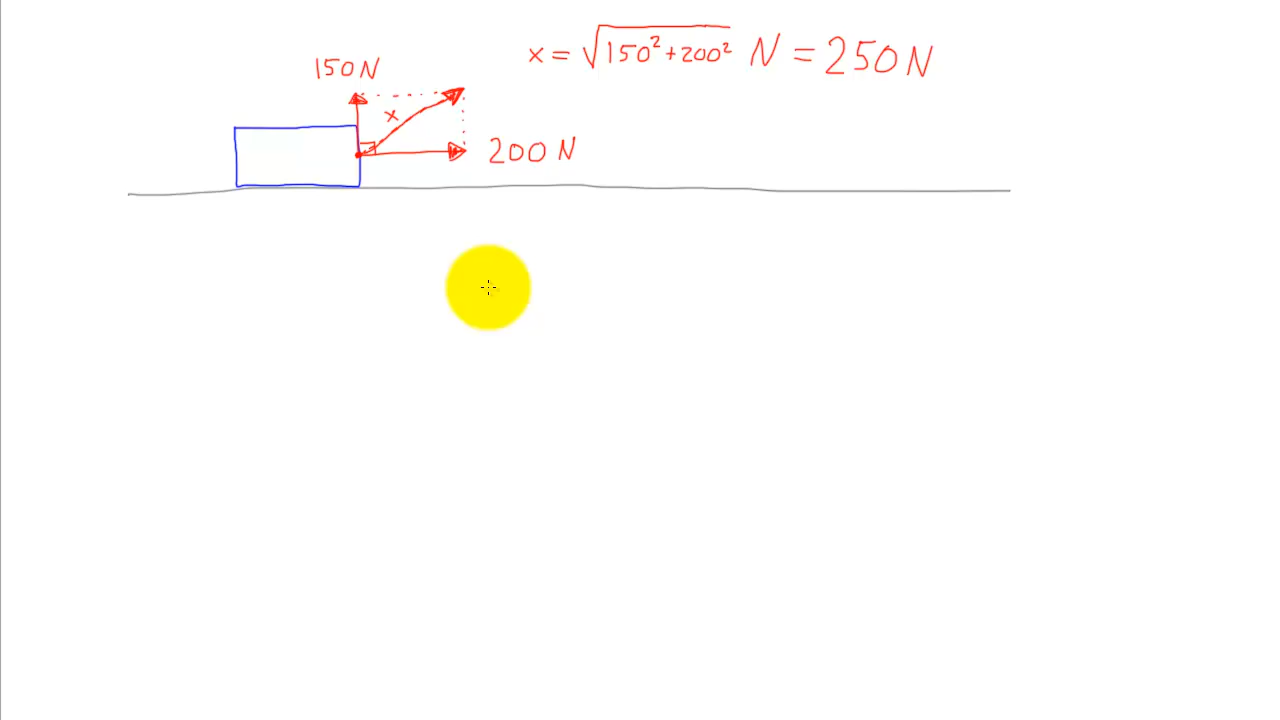 x = √150²+200² N = 250N
150N
x
200 N